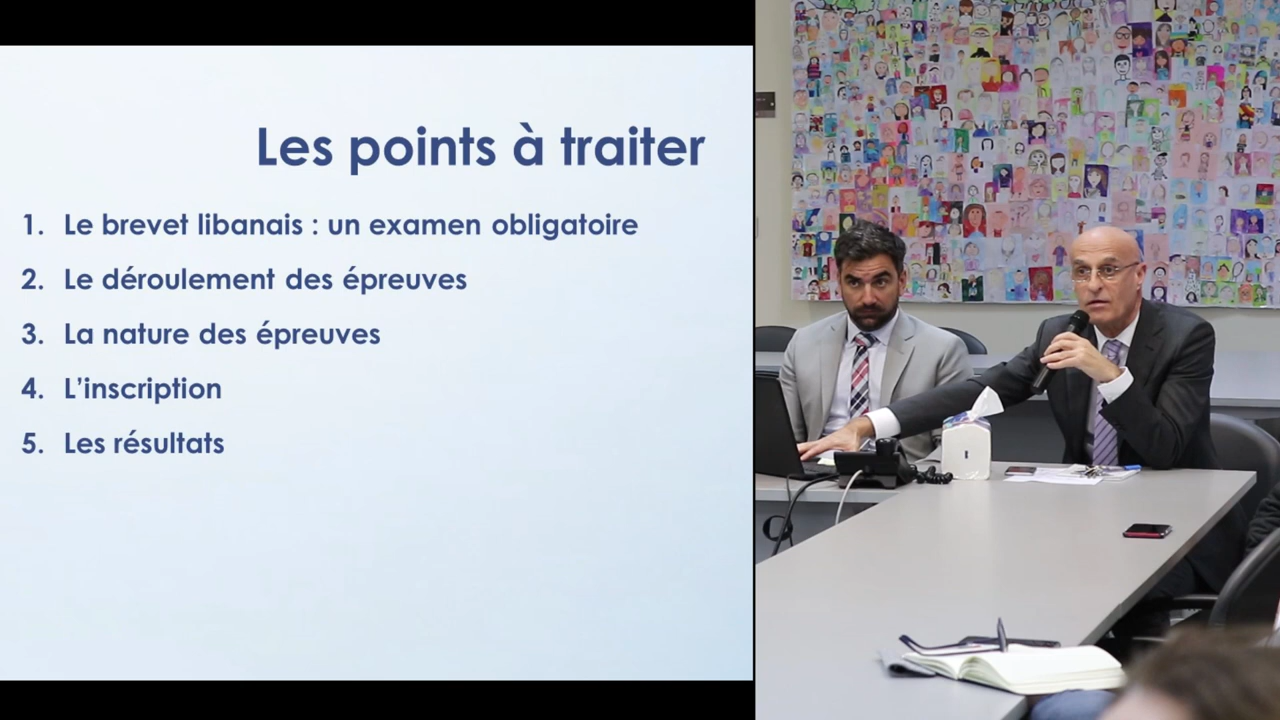 Les points à traiter
1. Le brevet libanais : un examen obligatoire
2. Le déroulement des épreuves
3. La nature des épreuves
4. L’inscription
5. Les résultats